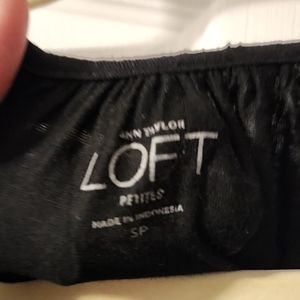 ANN TAYLOR
LOFT
PETITES
MADE IN INDONESIA
SP